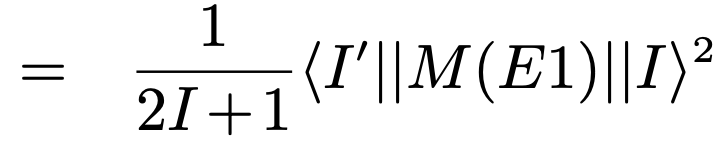 = \frac{1}{2I+1} \langle I' || M(E1) || I \rangle^2